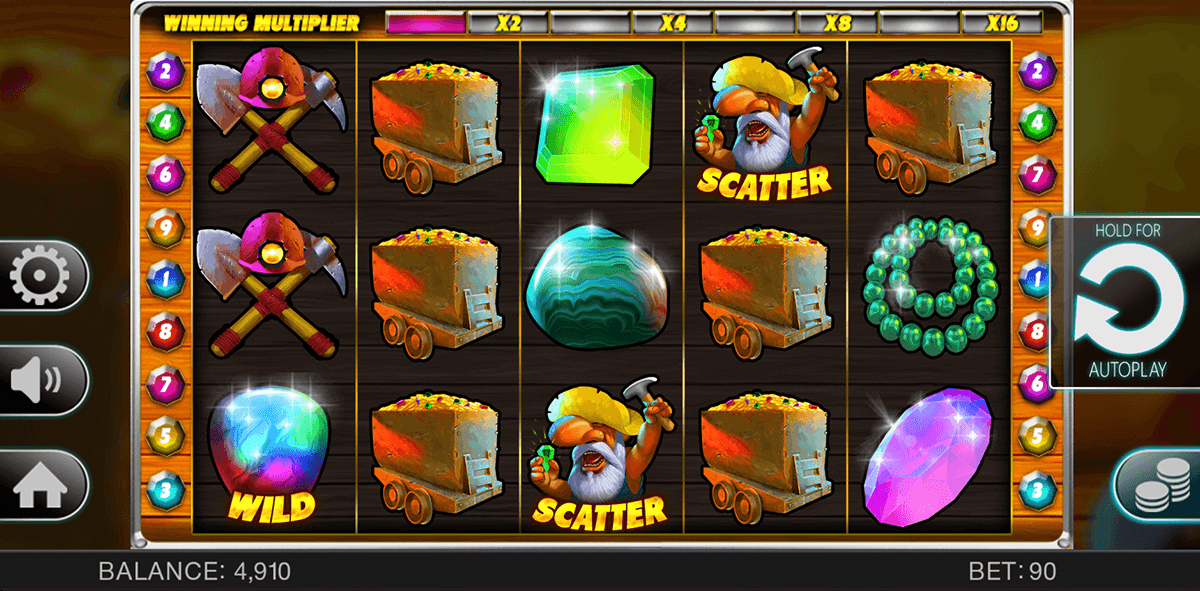 WINNING MULTIPLIER X2 X4 X8 X16
2 2
4 4
SCATTER
6 7
9 9
HOLD FOR
1 1
8 8
AUTOPLAY
7 6
5 5
WILD SCATTER
3 3
BALANCE: 4,910 BET: 90